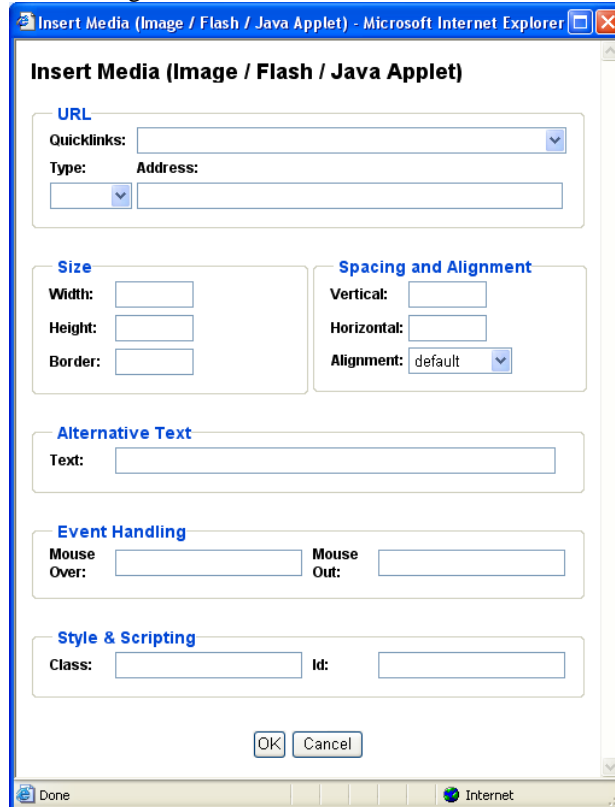 Insert Media (Image / Flash / Java Applet) - Microsoft Internet Explorer
Insert Media (Image / Flash / Java Applet)
URL
Quicklinks:
Type: Address:
Size
Width:
Height:
Border:
Spacing and Alignment
Vertical:
Horizontal:
Alignment: default
Alternative Text
Text:
Event Handling
Mouse Over:
Mouse Out:
Style & Scripting
Class: Id:
OK Cancel
Done Internet